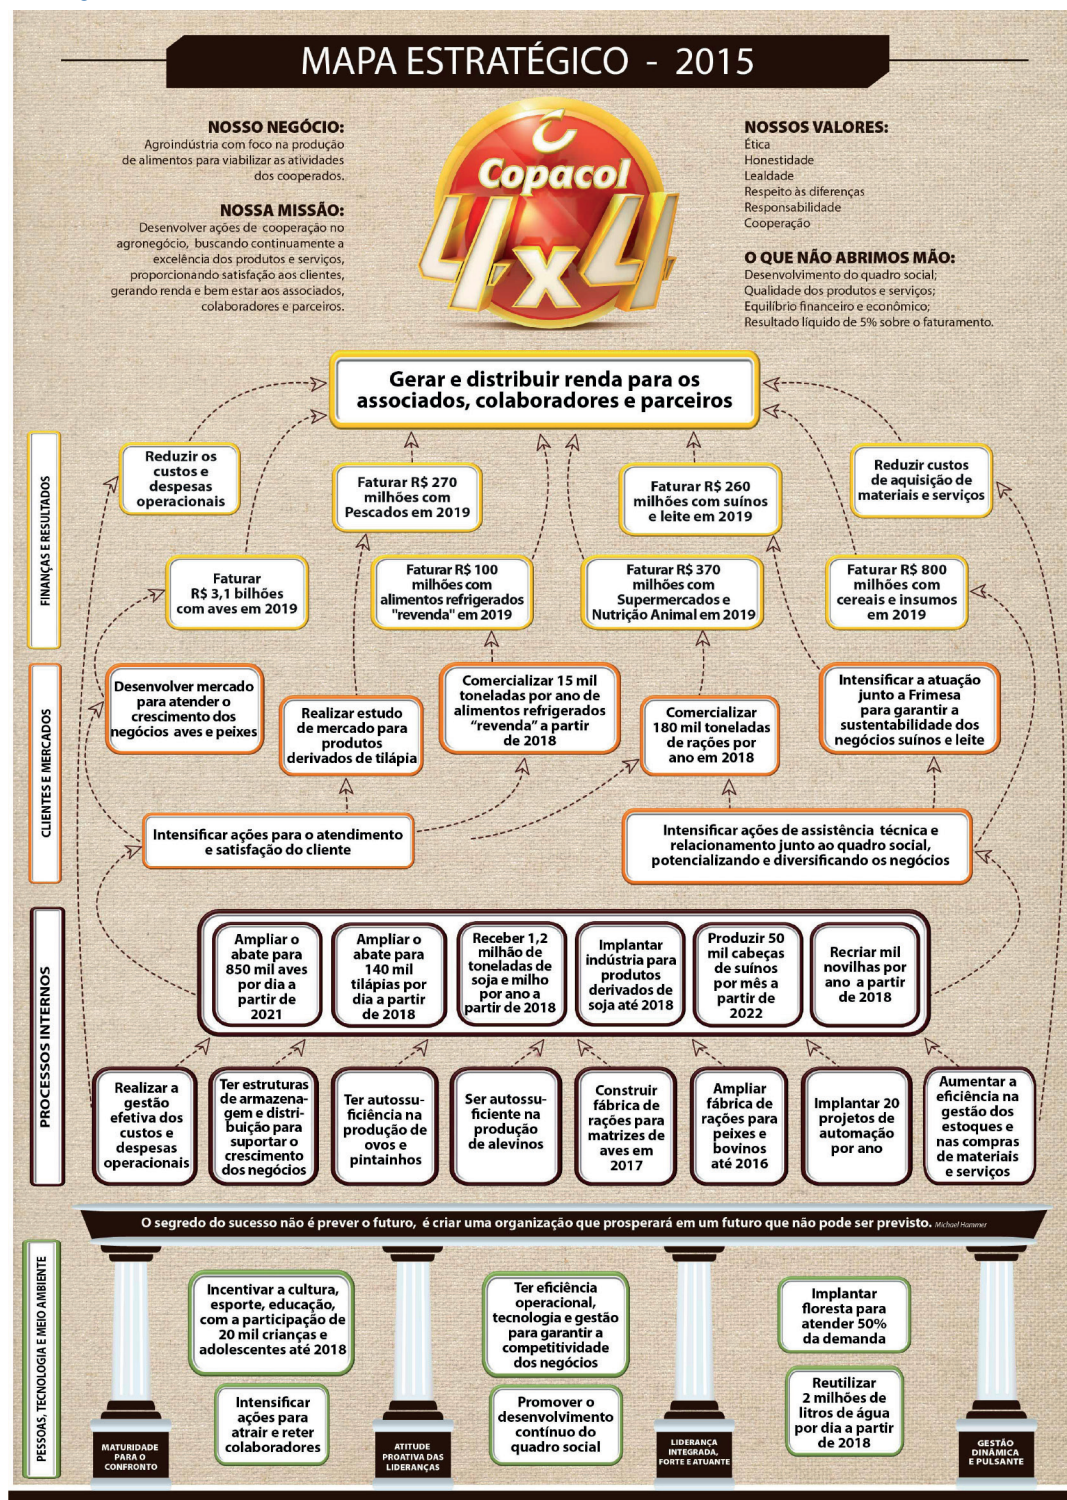 MAPA ESTRATÉGICO - 2015
NOSSO NEGÓCIO:
Agroindústria com foco na produção
de alimentos para viabilizar as atividades
dos cooperados.
NOSSA MISSÃO:
Desenvolver ações de cooperação no
agronegócio, buscando continuamente a
excelência dos produtos e serviços,
proporcionando satisfação aos clientes,
gerando renda e bem estar aos associados,
colaboradores e parceiros.
Copacol
4x4
NOSSOS VALORES:
Ética
Honestidade
Lealdade
Respeito às diferenças
Responsabilidade
Cooperação
O QUE NÃO ABRIMOS MÃO:
Desenvolvimento do quadro social;
Qualidade dos produtos e serviços;
Equilíbrio financeiro e econômico;
Resultado líquido de 5% sobre o faturamento.
Gerar e distribuir renda para os
associados, colaboradores e parceiros
FINANÇAS E RESULTADOS
Reduzir os
custos e
despesas
operacionais
Faturar R$ 270
milhões com
Pescados em 2019
Faturar R$ 260
milhões com suínos
e leite em 2019
Reduzir custos
de aquisição de
materiais e serviços
Faturar
R$ 3,1 bilhões
com aves em 2019
Faturar R$ 100
milhões com
alimentos refrigerados
"revenda" em 2019
Faturar R$ 370
milhões com
Supermercados e
Nutrição Animal em 2019
Faturar R$ 800
milhões com
cereais e insumos
em 2019
CLIENTES E MERCADOS
Desenvolver mercado
para atender o
crescimento dos
negócios aves e peixes
Realizar estudo
de mercado para
produtos
derivados de tilápia
Comercializar 15 mil
toneladas por ano de
alimentos refrigerados
“revenda” a partir
de 2018
Comercializar
180 mil toneladas
de rações por
ano em 2018
Intensificar a atuação
junto a Frimesa
para garantir a
sustentabilidade dos
negócios suínos e leite
Intensificar ações para o atendimento
e satisfação do cliente
Intensificar ações de assistência técnica e
relacionamento junto ao quadro social,
potencializando e diversificando os negócios
PROCESSOS INTERNOS
Ampliar o
abate para
850 mil aves
por dia a
partir de
2021
Ampliar o
abate para
140 mil
tilápias por
dia a partir
de 2018
Receber 1,2
milhão de
toneladas de
soja e milho
por ano a
partir de 2018
Implantar
indústria para
produtos
derivados de
soja até 2018
Produzir 50
mil cabeças
de suínos
por mês a
partir de
2022
Recriar mil
novilhas por
ano a partir
de 2018
Realizar a
gestão
efetiva dos
custos e
despesas
operacionais
Ter estruturas
de armazena-
gem e distri-
buição para
suportar o
crescimento
dos negócios
Ter autossu-
ficiência na
produção de
ovos e
pintainhos
Ser autossu-
ficiente na
produção
de alevinos
Construir
fábrica de
rações para
matrizes de
aves em
2017
Ampliar
fábrica de
rações para
peixes e
bovinos
até 2016
Implantar 20
projetos de
automação
por ano
Aumentar a
eficiência na
gestão dos
estoques e
nas compras
de materiais
e serviços
O segredo do sucesso não é prever o futuro, é criar uma organização que prosperará em um futuro que não pode ser previsto. Michael Hammer
PESSOAS, TECNOLOGIA E MEIO AMBIENTE
Incentivar a cultura,
esporte, educação,
com a participação de
20 mil crianças e
adolescentes até 2018
Ter eficiência
operacional,
tecnologia e gestão
para garantir a
competitividade
dos negócios
Implantar
floresta para
atender 50%
da demanda
Intensificar
ações para
atrair e reter
colaboradores
Promover o
desenvolvimento
contínuo do
quadro social
Reutilizar
2 milhões de
litros de água
por dia a partir
de 2018
MATURIDADE
PARA O
CONFRONTO
ATITUDE
PROATIVA DAS
LIDERANÇAS
LIDERANÇA
INTEGRADA,
FORTE E ATUANTE
GESTÃO
DINÂMICA
E PULSANTE